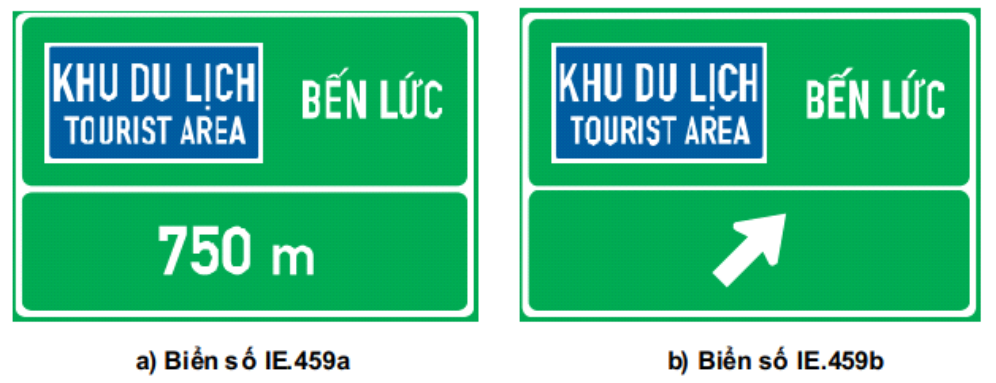 KHU DU LỊCH
TOURIST AREA
BẾN LỨC
750 m
KHU DU LỊCH
TOURIST AREA
BẾN LỨC
a) Biển số IE.459a
b) Biển số IE.459b